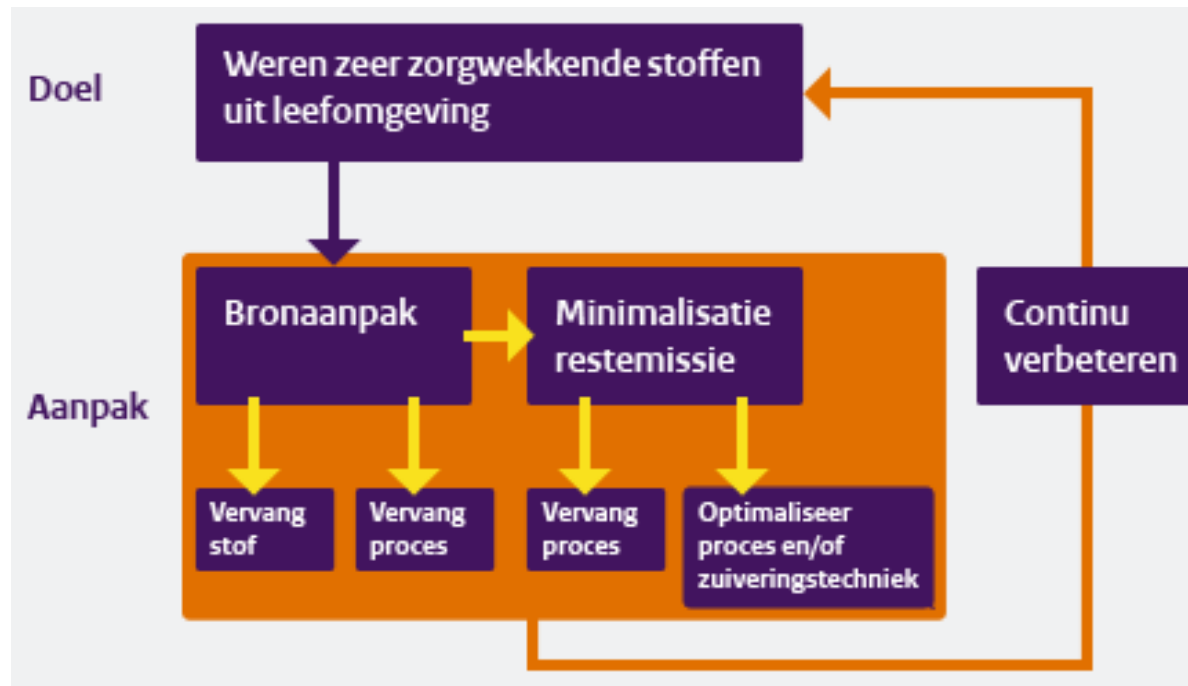 Doel
Weren zeer zorgwekkende stoffen
uit leefomgeving
Aanpak
Bronaanpak
Minimalisatie
restemissie
Continu
verbeteren
Vervang
stof
Vervang
proces
Vervang
proces
Optimaliseer
proces en/of
zuiveringstechniek